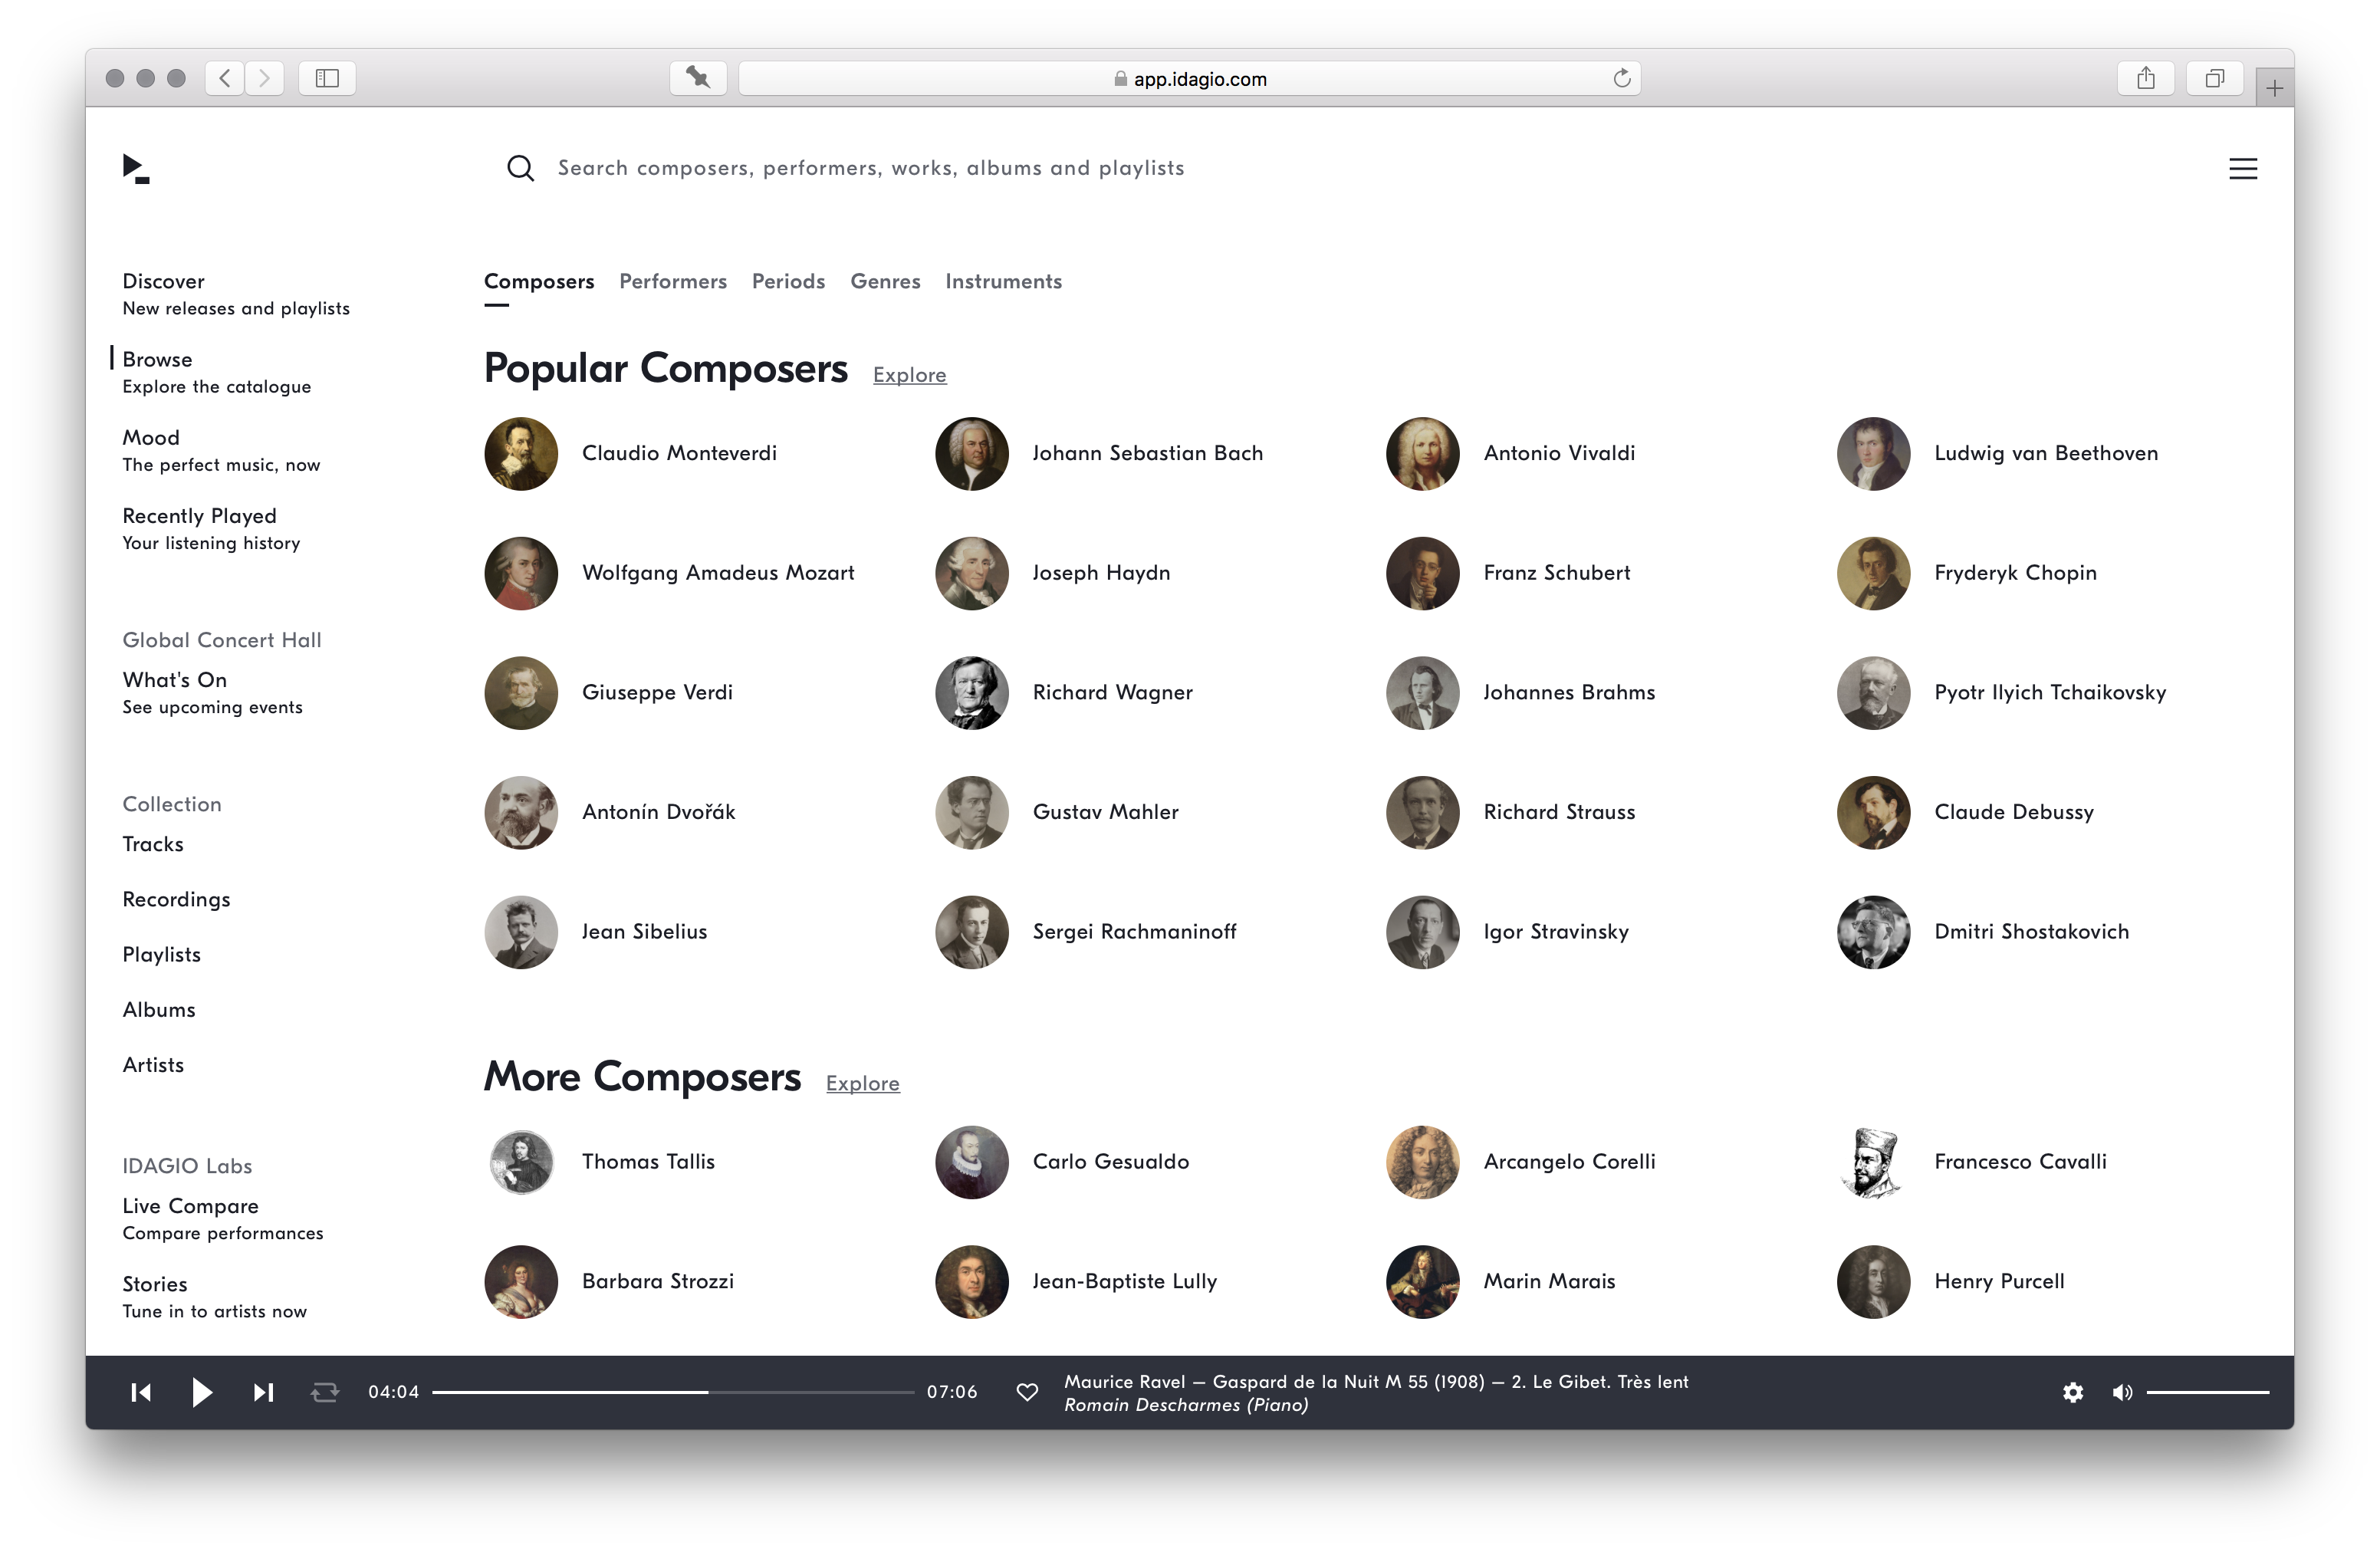 app.idagio.com
Search composers, performers, works, albums and playlists
Discover
New releases and playlists
Browse
Explore the catalogue
Mood
The perfect music, now
Recently Played
Your listening history
Global Concert Hall
What's On
See upcoming events
Collection
Tracks
Recordings
Playlists
Albums
Artists
IDAGIO Labs
Live Compare
Compare performances
Stories
Tune in to artists now
Composers Performers Periods Genres Instruments
Popular Composers Explore
Claudio Monteverdi Johann Sebastian Bach Antonio Vivaldi Ludwig van Beethoven
Wolfgang Amadeus Mozart Joseph Haydn Franz Schubert Fryderyk Chopin
Giuseppe Verdi Richard Wagner Johannes Brahms Pyotr Ilyich Tchaikovsky
Antonín Dvořák Gustav Mahler Richard Strauss Claude Debussy
Jean Sibelius Sergei Rachmaninoff Igor Stravinsky Dmitri Shostakovich
More Composers Explore
Thomas Tallis Carlo Gesualdo Arcangelo Corelli Francesco Cavalli
Barbara Strozzi Jean-Baptiste Lully Marin Marais Henry Purcell
04:04 07:06
Maurice Ravel – Gaspard de la Nuit M 55 (1908) – 2. Le Gibet. Très lent
Romain Descharmes (Piano)